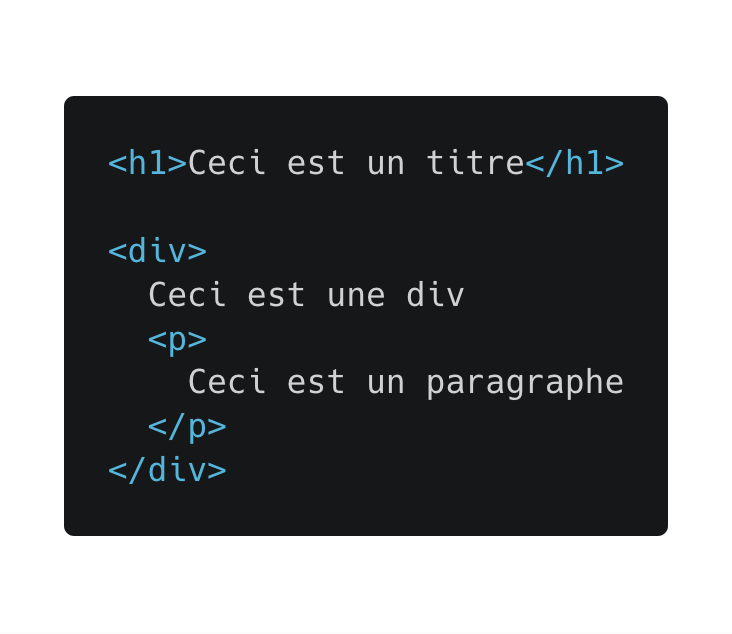 <h1>Ceci est un titre</h1>
<div>
Ceci est une div
<p>
Ceci est un paragraphe
</p>
</div>